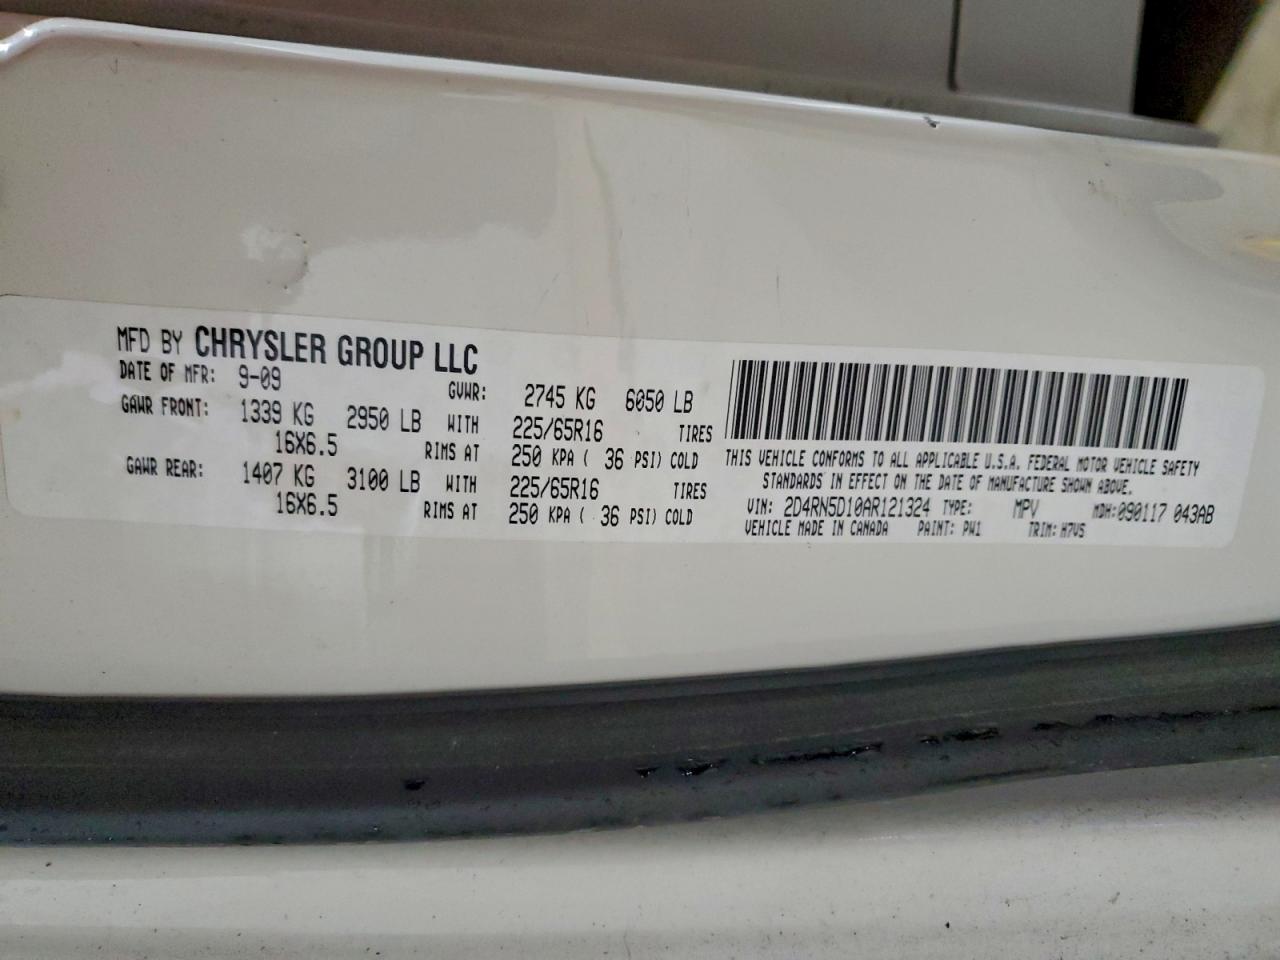 MFD BY CHRYSLER GROUP LLC
DATE OF MFR: 9-09 GVWR: 2745 KG 6050 LB
GAWR FRONT: 1339 KG 2950 LB WITH 225/65R16 TIRES
16X6.5 RIMS AT 250 KPA ( 36 PSI) COLD
GAWR REAR: 1407 KG 3100 LB WITH 225/65R16 TIRES
16X6.5 RIMS AT 250 KPA ( 36 PSI) COLD
THIS VEHICLE CONFORMS TO ALL APPLICABLE U.S.A. FEDERAL MOTOR VEHICLE SAFETY
STANDARDS IN EFFECT ON THE DATE OF MANUFACTURE SHOWN ABOVE.
VIN: 2D4RN5D10AR121324 TYPE: MPV MDH:090117 043AB
VEHICLE MADE IN CANADA PAINT: PW1 TRIM: H7V5